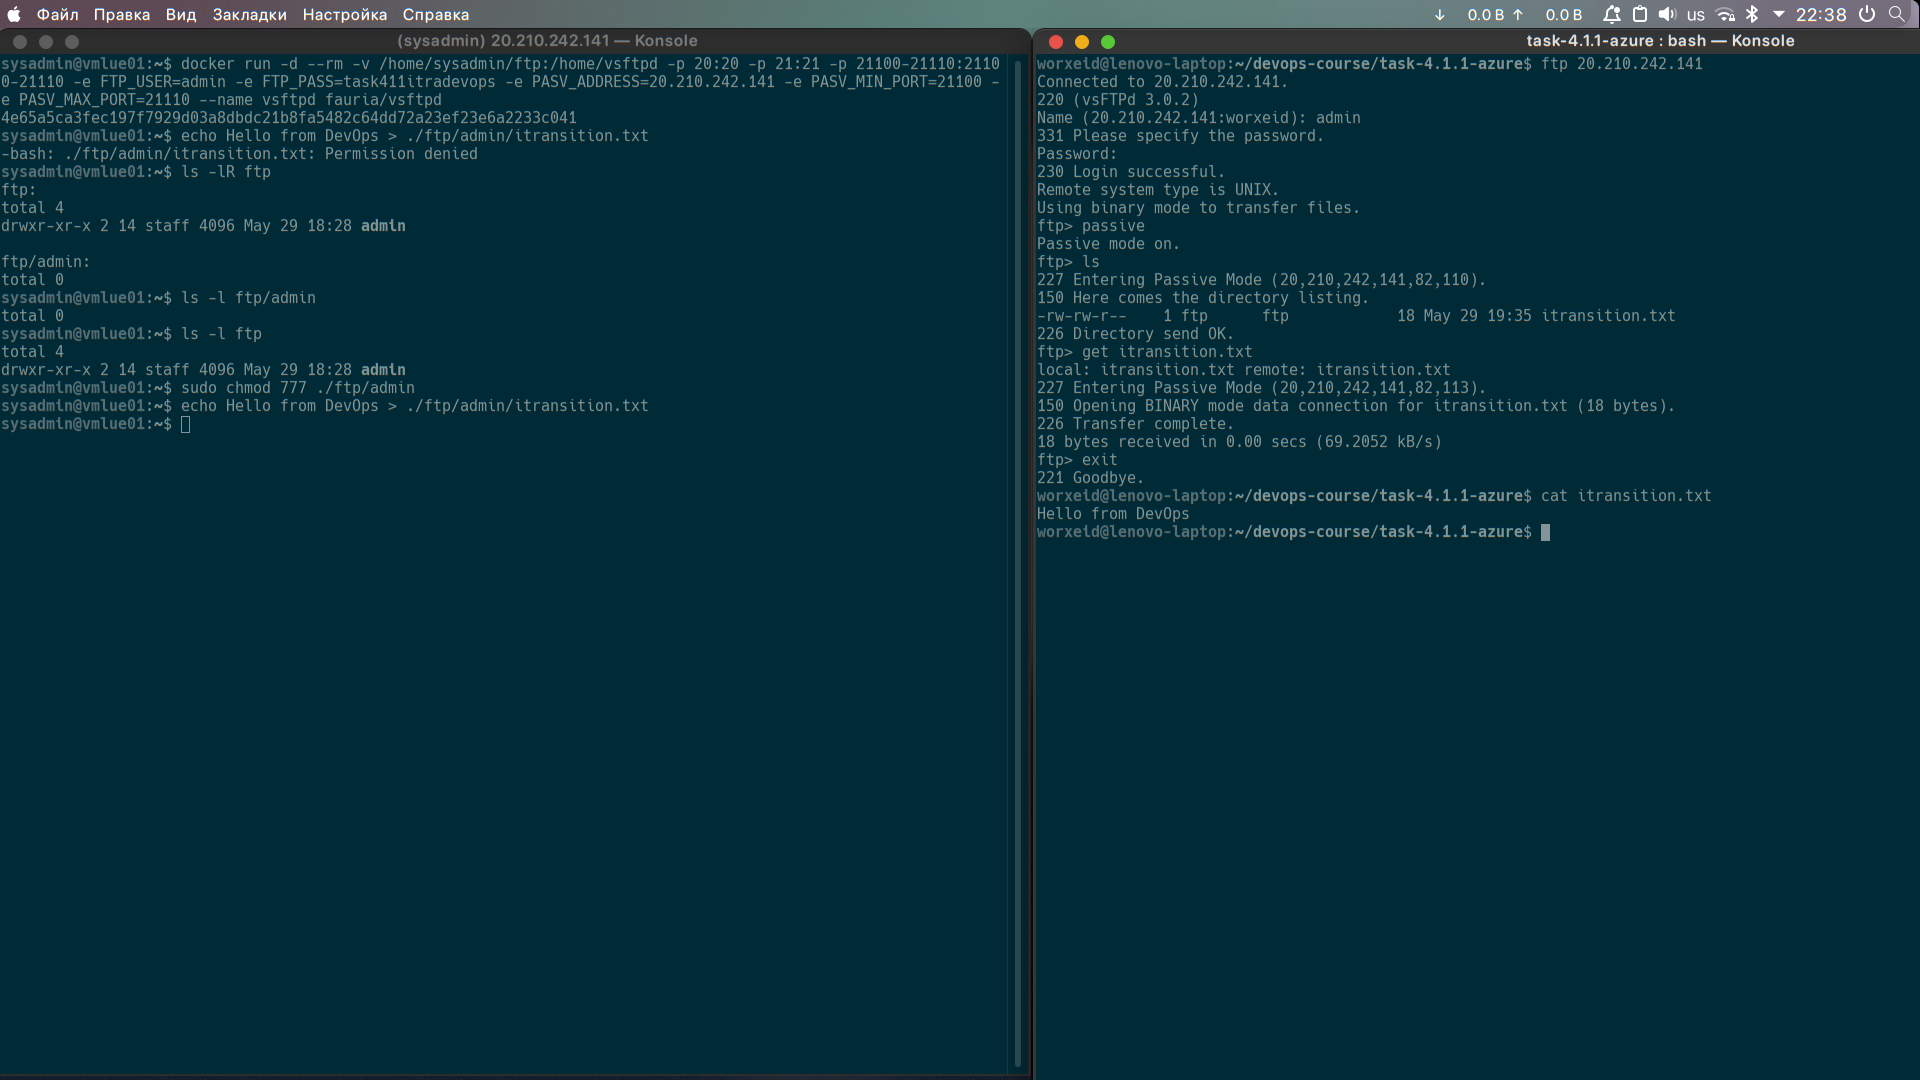 Файл Правка Вид Закладки Настройка Справка
↓ 0.0 B ↑ 0.0 B us 22:38
(sysadmin) 20.210.242.141 — Konsole
sysadmin@vmlue01:~$ docker run -d --rm -v /home/sysadmin/ftp:/home/vsftpd -p 20:20 -p 21:21 -p 21100-21110:2110
0-21110 -e FTP_USER=admin -e FTP_PASS=task411itradevops -e PASV_ADDRESS=20.210.242.141 -e PASV_MIN_PORT=21100 -
e PASV_MAX_PORT=21110 --name vsftpd fauria/vsftpd
4e65a5ca3fec197f7929d03a8dbdc21b8fa5482c64dd72a23ef23e6a2233c041
sysadmin@vmlue01:~$ echo Hello from DevOps > ./ftp/admin/itransition.txt
-bash: ./ftp/admin/itransition.txt: Permission denied
sysadmin@vmlue01:~$ ls -lR ftp
ftp:
total 4
drwxr-xr-x 2 14 staff 4096 May 29 18:28 admin
ftp/admin:
total 0
sysadmin@vmlue01:~$ ls -l ftp/admin
total 0
sysadmin@vmlue01:~$ ls -l ftp
total 4
drwxr-xr-x 2 14 staff 4096 May 29 18:28 admin
sysadmin@vmlue01:~$ sudo chmod 777 ./ftp/admin
sysadmin@vmlue01:~$ echo Hello from DevOps > ./ftp/admin/itransition.txt
sysadmin@vmlue01:~$
task-4.1.1-azure : bash — Konsole
worxeid@lenovo-laptop:~/devops-course/task-4.1.1-azure$ ftp 20.210.242.141
Connected to 20.210.242.141.
220 (vsFTPd 3.0.2)
Name (20.210.242.141:worxeid): admin
331 Please specify the password.
Password:
230 Login successful.
Remote system type is UNIX.
Using binary mode to transfer files.
ftp> passive
Passive mode on.
ftp> ls
227 Entering Passive Mode (20,210,242,141,82,110).
150 Here comes the directory listing.
-rw-rw-r--    1 ftp      ftp            18 May 29 19:35 itransition.txt
226 Directory send OK.
ftp> get itransition.txt
local: itransition.txt remote: itransition.txt
227 Entering Passive Mode (20,210,242,141,82,113).
150 Opening BINARY mode data connection for itransition.txt (18 bytes).
226 Transfer complete.
18 bytes received in 0.00 secs (69.2052 kB/s)
ftp> exit
221 Goodbye.
worxeid@lenovo-laptop:~/devops-course/task-4.1.1-azure$ cat itransition.txt
Hello from DevOps
worxeid@lenovo-laptop:~/devops-course/task-4.1.1-azure$